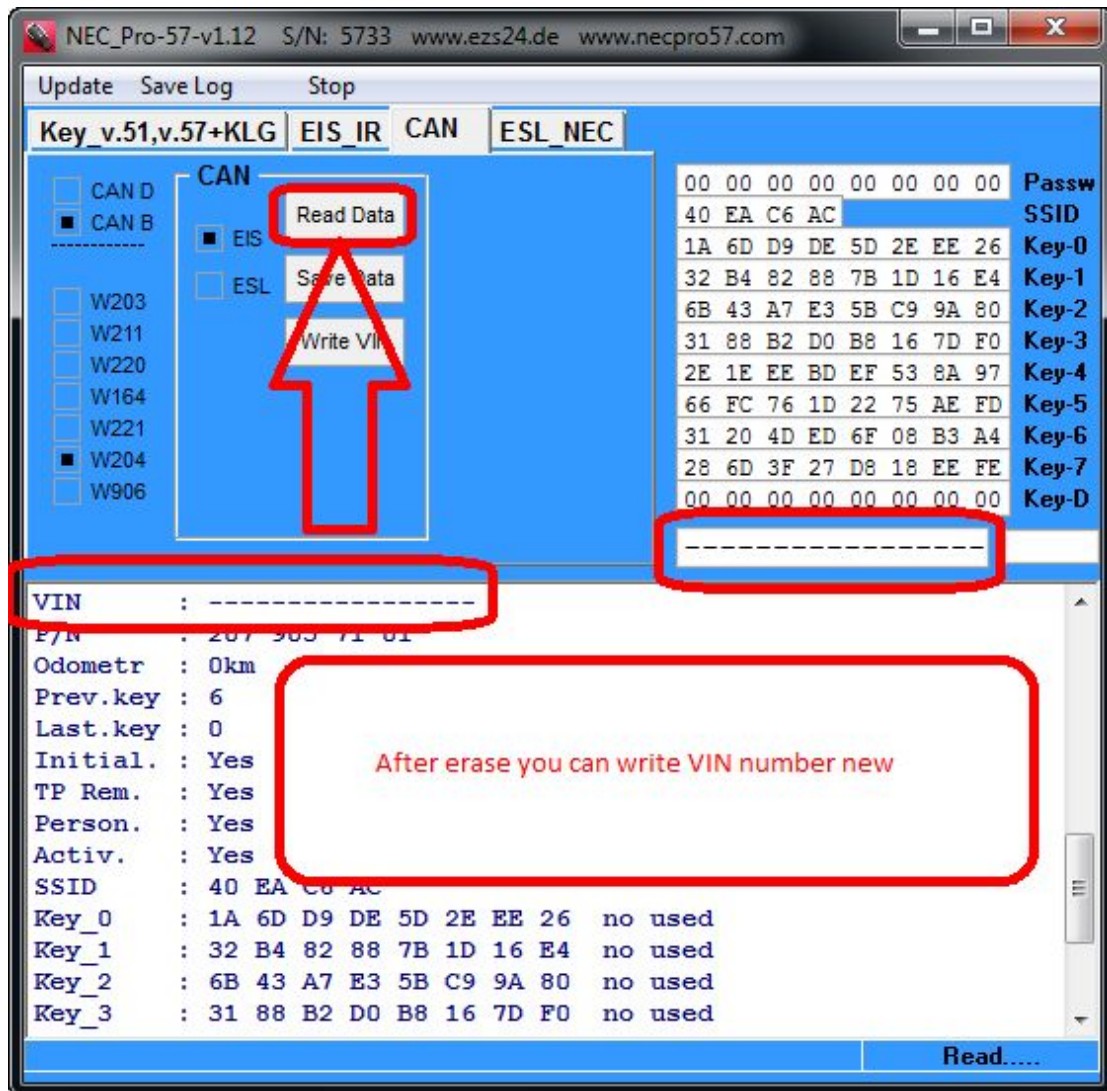 NEC_Pro-57-v1.12 S/N: 5733 www.ezs24.de www.necpro57.com
Update Save Log Stop
Key_v.51,v.57+KLG EIS_IR CAN ESL_NEC
CAN D
CAN B
------------
W203
W211
W220
W164
W221
W204
W906
CAN
EIS
ESL
Read Data
Save Data
Write VIN
00 00 00 00 00 00 00 00 Passw
40 EA C6 AC SSID
1A 6D D9 DE 5D 2E EE 26 Key-0
32 B4 82 88 7B 1D 16 E4 Key-1
6B 43 A7 E3 5B C9 9A 80 Key-2
31 88 B2 D0 B8 16 7D F0 Key-3
2E 1E EE BD EF 53 8A 97 Key-4
66 FC 76 1D 22 75 AE FD Key-5
31 20 4D ED 6F 08 B3 A4 Key-6
28 6D 3F 27 D8 18 EE FE Key-7
00 00 00 00 00 00 00 00 Key-D
-----------------
VIN : -----------------
P/N : 207 905 71 01
Odometr : 0km
Prev.key : 6
Last.key : 0
Initial. : Yes
TP Rem. : Yes
Person. : Yes
Activ. : Yes
After erase you can write VIN number new
SSID : 40 EA C6 AC
Key_0 : 1A 6D D9 DE 5D 2E EE 26 no used
Key_1 : 32 B4 82 88 7B 1D 16 E4 no used
Key_2 : 6B 43 A7 E3 5B C9 9A 80 no used
Key_3 : 31 88 B2 D0 B8 16 7D F0 no used
Read.....